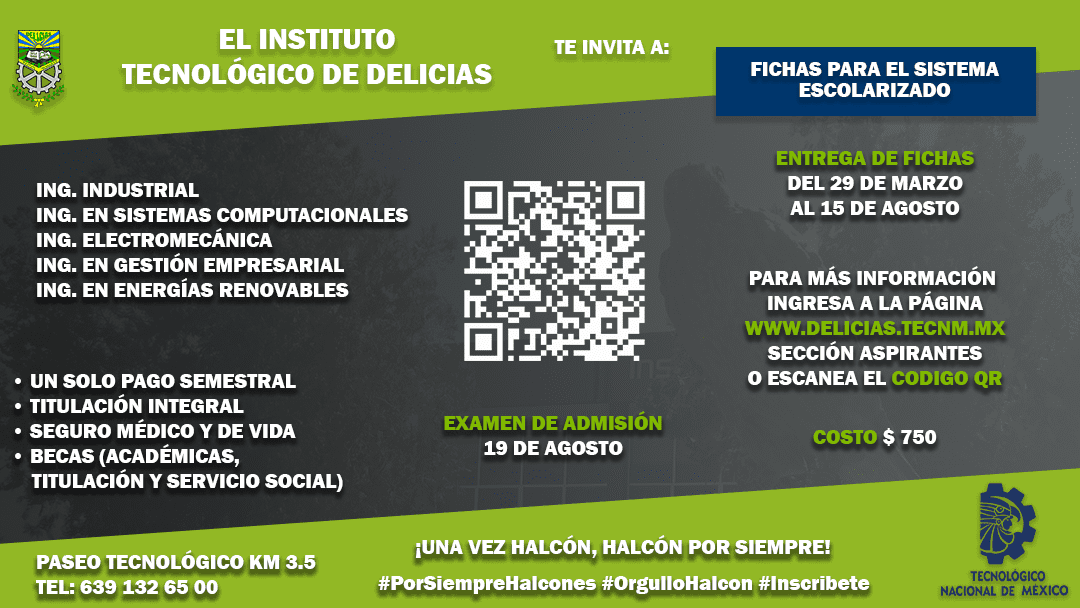 EL INSTITUTO
TECNOLÓGICO DE DELICIAS
TE INVITA A:
FICHAS PARA EL SISTEMA
ESCOLARIZADO
ING. INDUSTRIAL
ING. EN SISTEMAS COMPUTACIONALES
ING. ELECTROMECÁNICA
ING. EN GESTIÓN EMPRESARIAL
ING. EN ENERGÍAS RENOVABLES
• UN SOLO PAGO SEMESTRAL
• TITULACIÓN INTEGRAL
• SEGURO MÉDICO Y DE VIDA
• BECAS (ACADÉMICAS,
TITULACIÓN Y SERVICIO SOCIAL)
EXAMEN DE ADMISIÓN
19 DE AGOSTO
ENTREGA DE FICHAS
DEL 29 DE MARZO
AL 15 DE AGOSTO
PARA MÁS INFORMACIÓN
INGRESA A LA PÁGINA
WWW.DELICIAS.TECNM.MX
SECCIÓN ASPIRANTES
O ESCANEA EL CODIGO QR
COSTO $ 750
PASEO TECNOLÓGICO KM 3.5
TEL: 639 132 65 00
¡UNA VEZ HALCÓN, HALCÓN POR SIEMPRE!
#PorSiempreHalcones #OrgulloHalcon #Inscribete
TECNOLÓGICO
NACIONAL DE MÉXICO